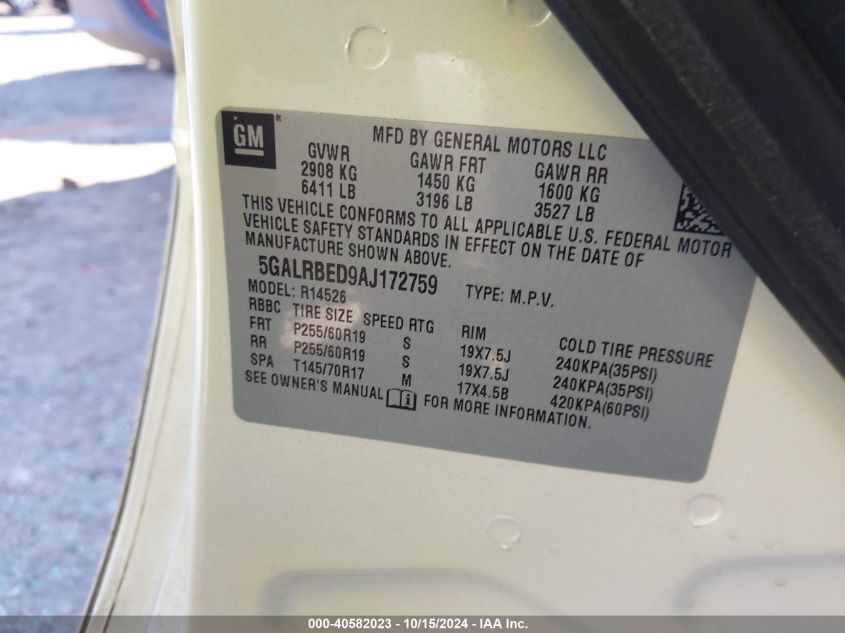 GM ®
MFD BY GENERAL MOTORS LLC
GVWR GAWR FRT GAWR RR
2908 KG 1450 KG 1600 KG
6411 LB 3196 LB 3527 LB
THIS VEHICLE CONFORMS TO ALL APPLICABLE U.S. FEDERAL MOTOR
VEHICLE SAFETY STANDARDS IN EFFECT ON THE DATE OF
MANUFACTURE SHOWN ABOVE.
5GALRBED9AJ172759 TYPE: M.P.V.
MODEL: R14526
RBBC TIRE SIZE SPEED RTG RIM COLD TIRE PRESSURE
FRT P255/60R19 S 19X7.5J 240KPA(35PSI)
RR P255/60R19 S 19X7.5J 240KPA(35PSI)
SPA T145/70R17 M 17X4.5B 420KPA(60PSI)
SEE OWNER'S MANUAL FOR MORE INFORMATION.
000-40582023 - 10/15/2024 - IAA Inc.